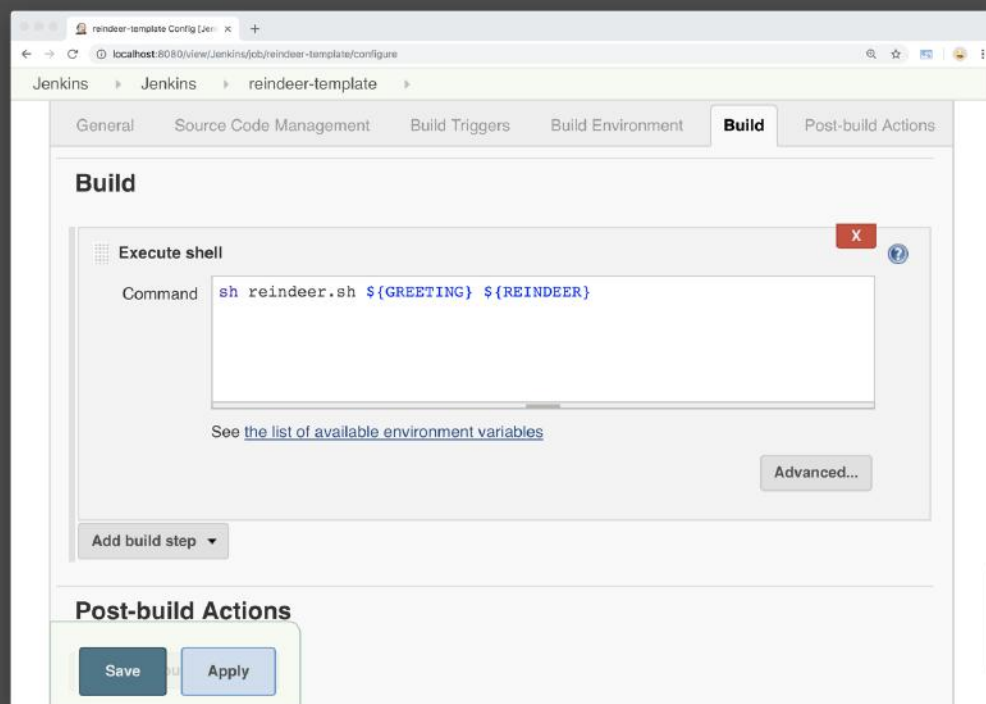 reindeer-template Config [Jen
localhost:8080/view/Jenkins/job/reindeer-template/configure
Jenkins Jenkins reindeer-template
General Source Code Management Build Triggers Build Environment Build Post-build Actions
Build
X
Execute shell
Command sh reindeer.sh ${GREETING} ${REINDEER}
See the list of available environment variables
Advanced...
Add build step
Post-build Actions
Save Apply